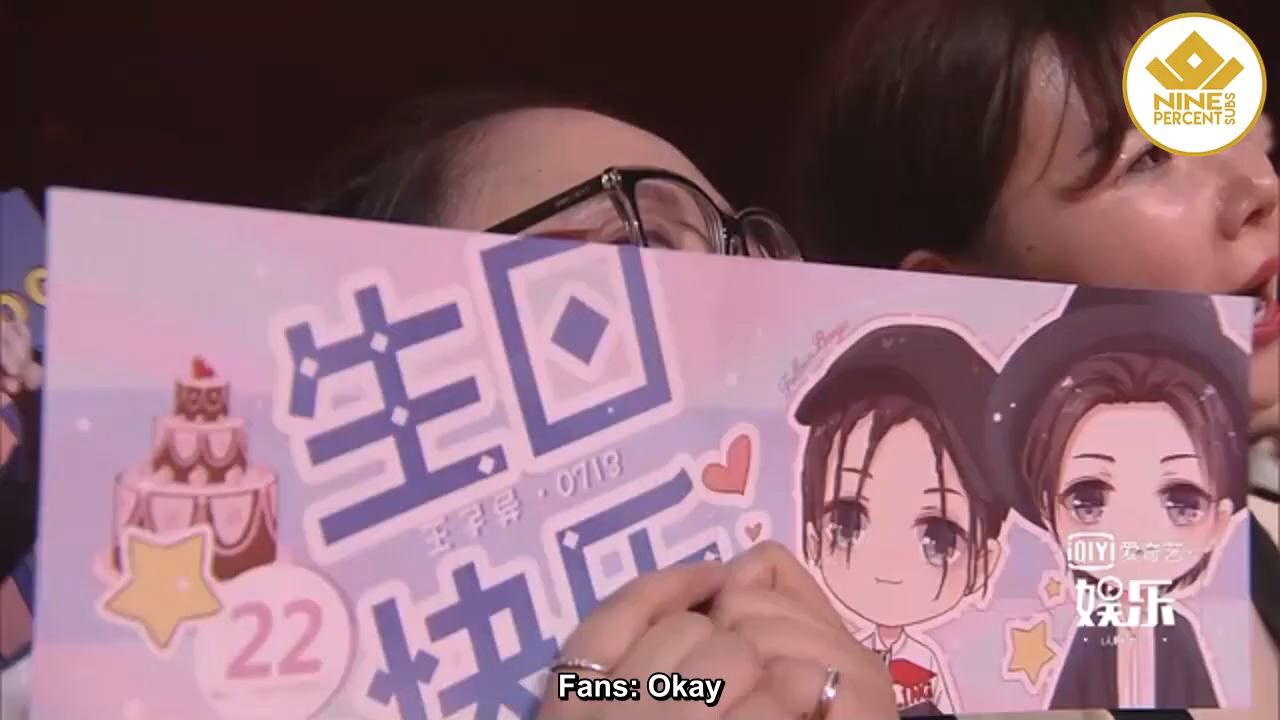 NINE
PERCENT
SUBS
生日
王子异·0713
快乐
22
iQIYI 爱奇艺
娱乐
Fans: Okay